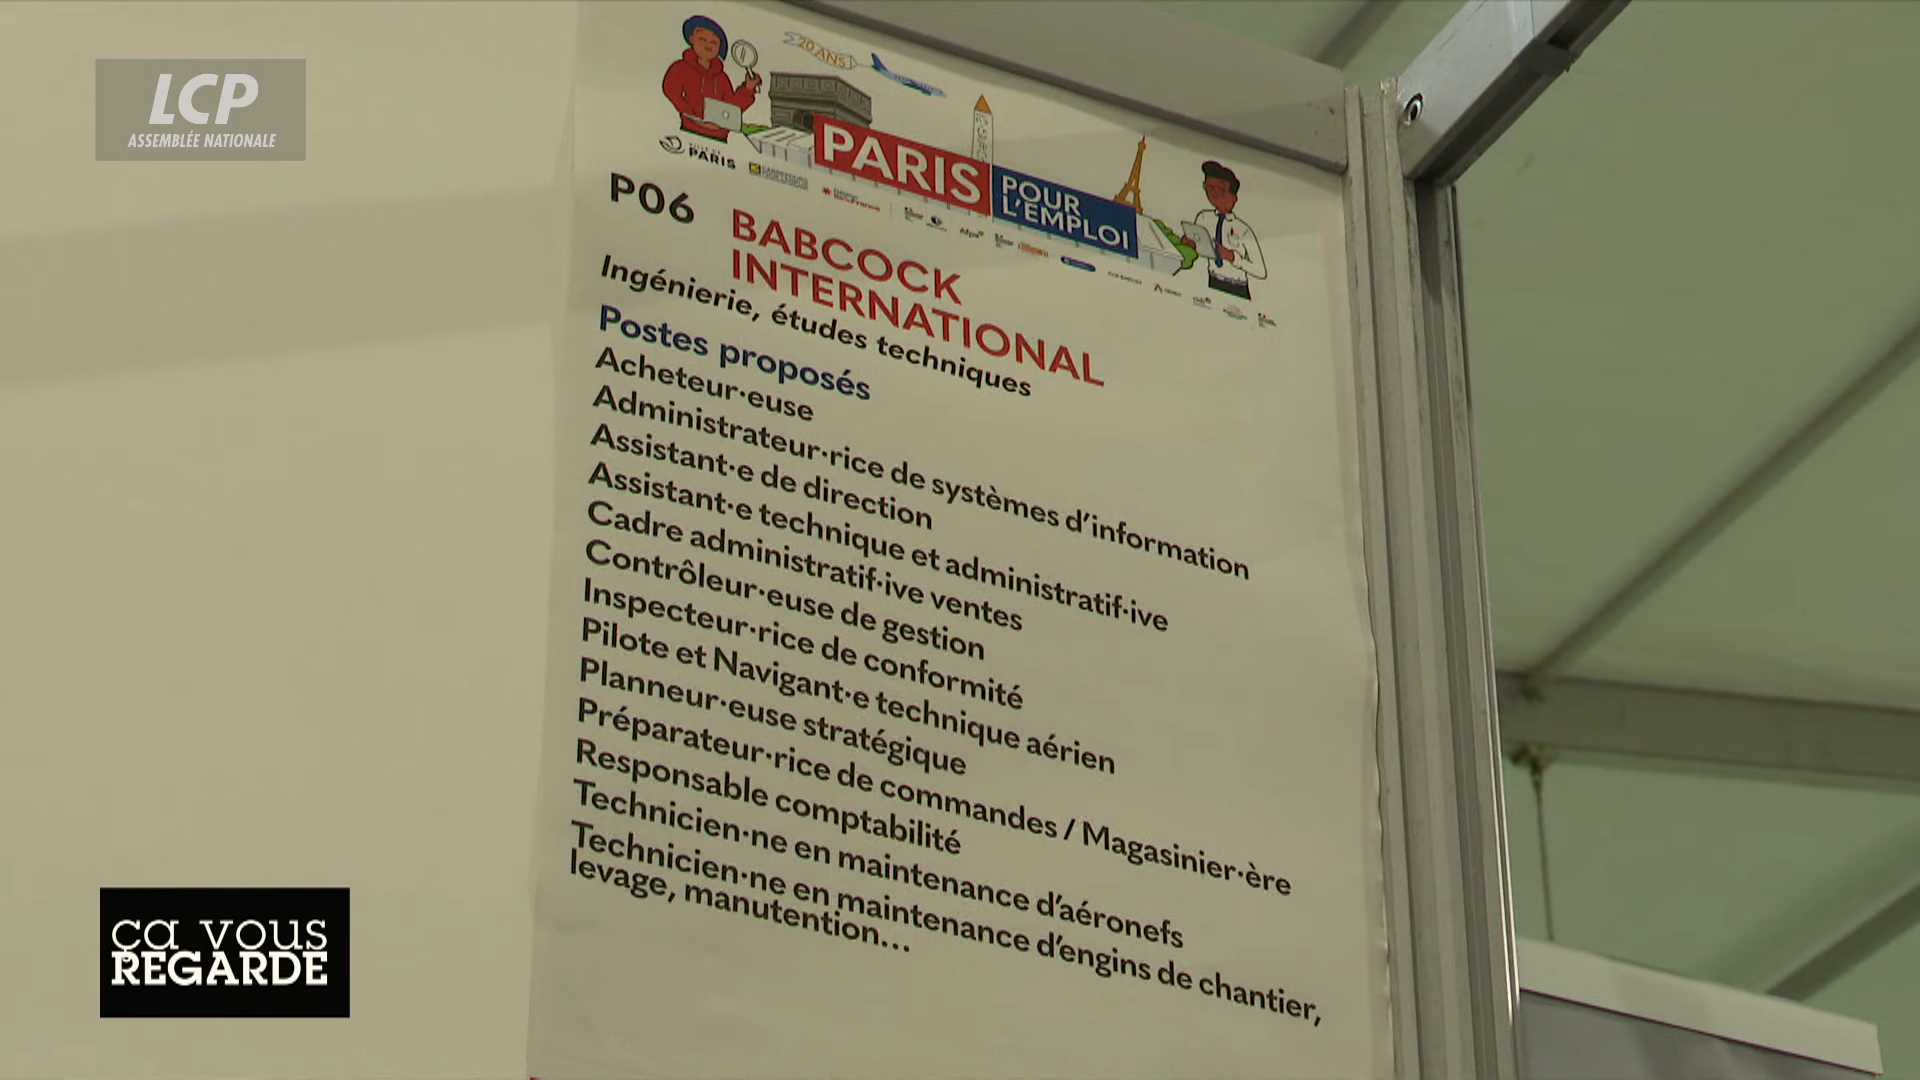 LCP
ASSEMBLÉE NATIONALE
20 ANS
PARIS
POUR
L'EMPLOI
PARIS
P06
BABCOCK
INTERNATIONAL
Ingénierie, études techniques
Postes proposés
Acheteur·euse
Administrateur·rice de systèmes d'information
Assistant·e de direction
Assistant·e technique et administratif·ive
Cadre administratif·ive ventes
Contrôleur·euse de gestion
Inspecteur·rice de conformité
Pilote et Navigant·e technique aérien
Planneur·euse stratégique
Préparateur·rice de commandes / Magasinier·ère
Responsable comptabilité
Technicien·ne en maintenance d'aéronefs
Technicien·ne en maintenance d'engins de chantier,
levage, manutention...
ça vous
REGARDE